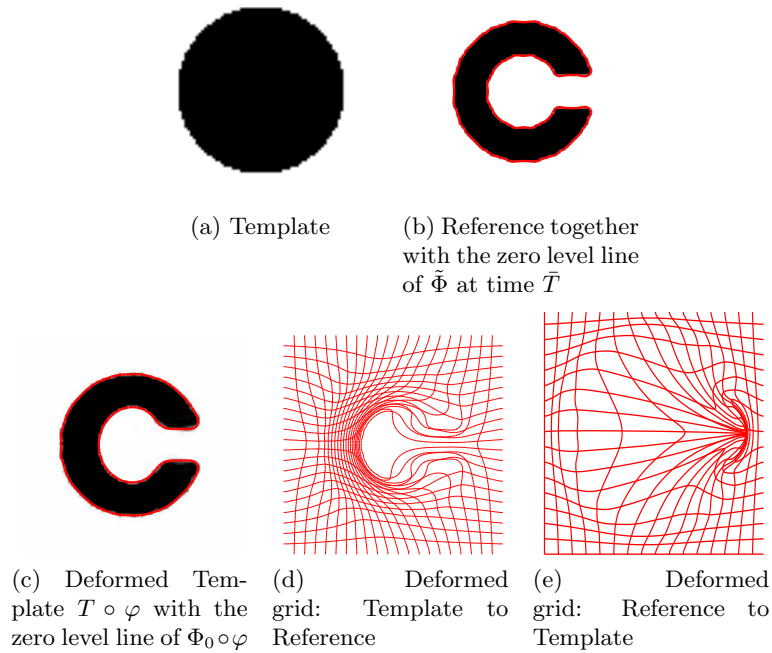 (a) Template
(b) Reference together
with the zero level line
of Φ̃ at time T̄
(c) Deformed Tem-
plate T ∘ φ with the
zero level line of Φ₀∘φ
(d) Deformed
grid: Template to
Reference
(e) Deformed
grid: Reference to
Template